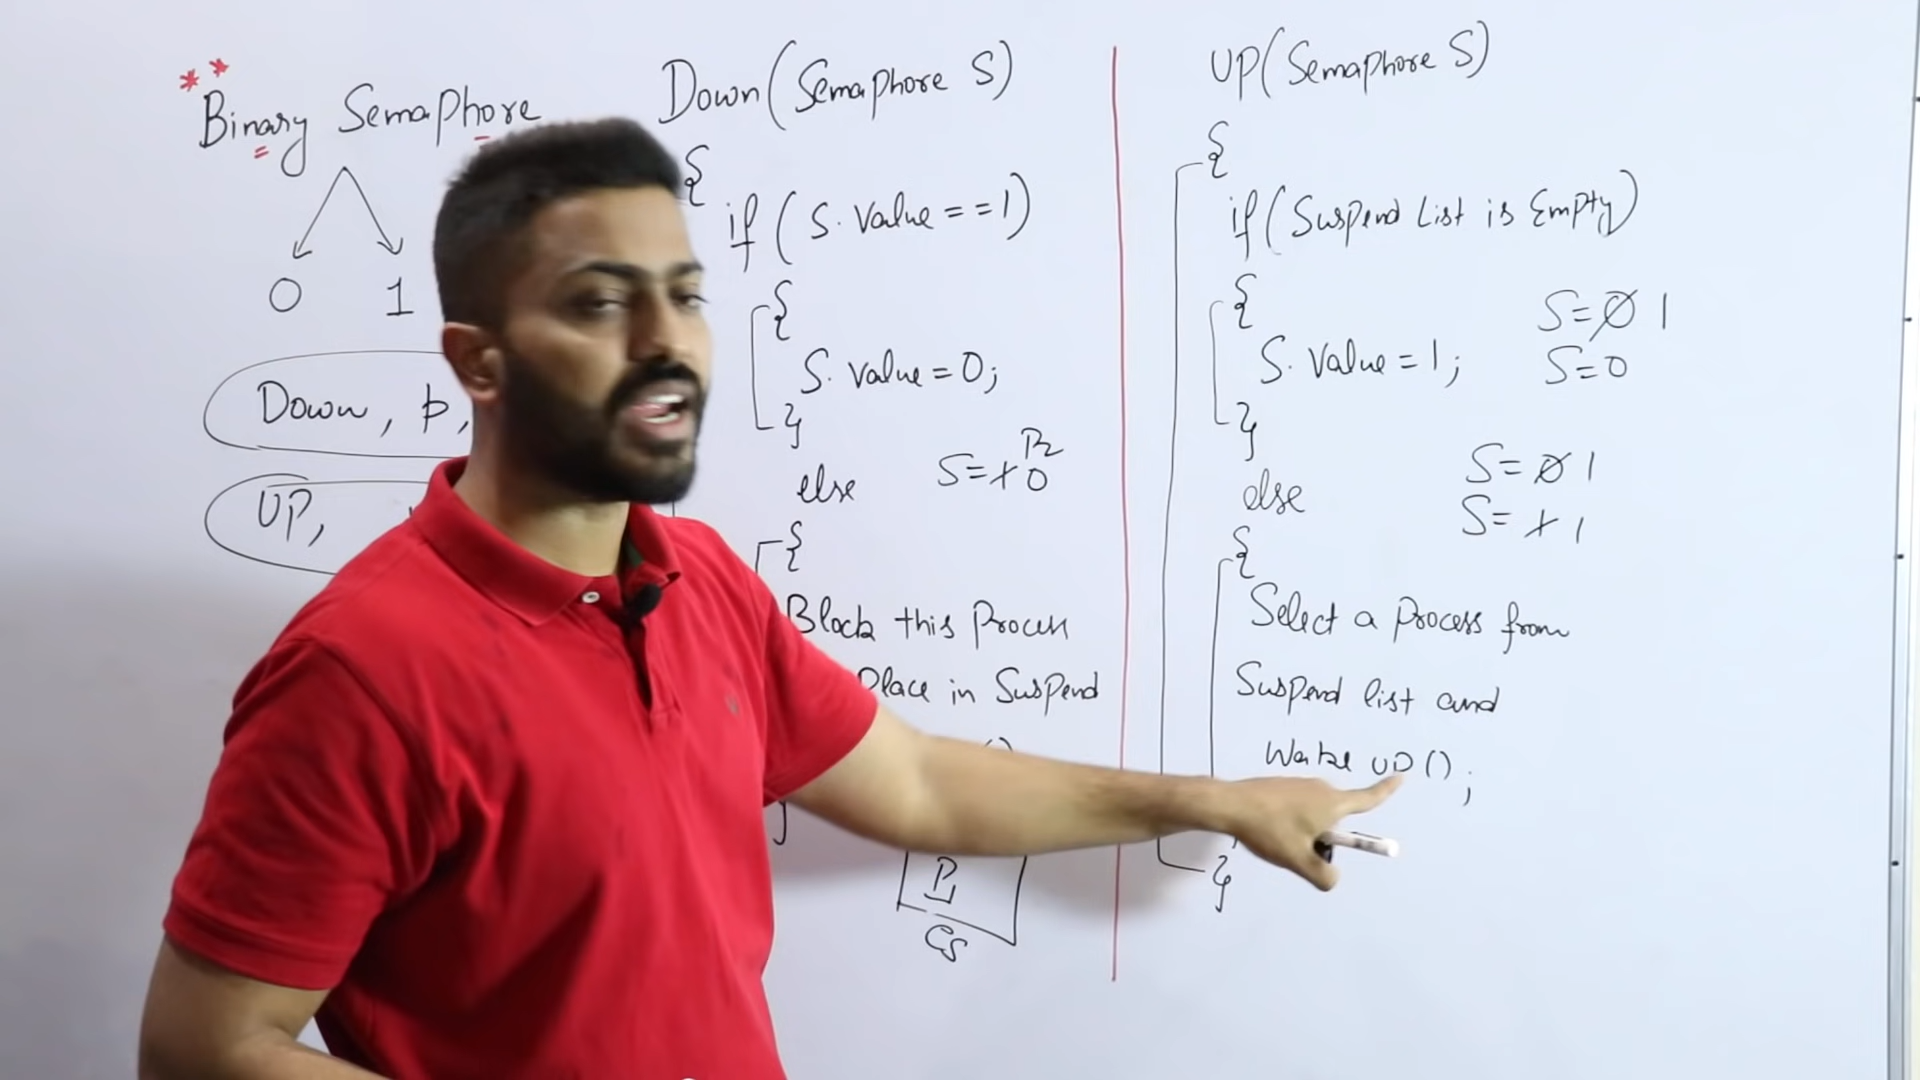 **
Binary Semaphore
0 1
Down, p,
UP,
Down(Semaphore S)
{
if (S. Value==1)
{
S. Value=0;
}
else
P2
S=1 0
{
Block this Process
Place in Suspend
()
}
P1
CS
UP(Semaphore S)
{
if(Suspend List is Empty)
{
S=0 1
S. Value=1;
S=0
}
else
S=0 1
S=1 1
{
Select a Process from
Suspend list and
Wake UP();
}